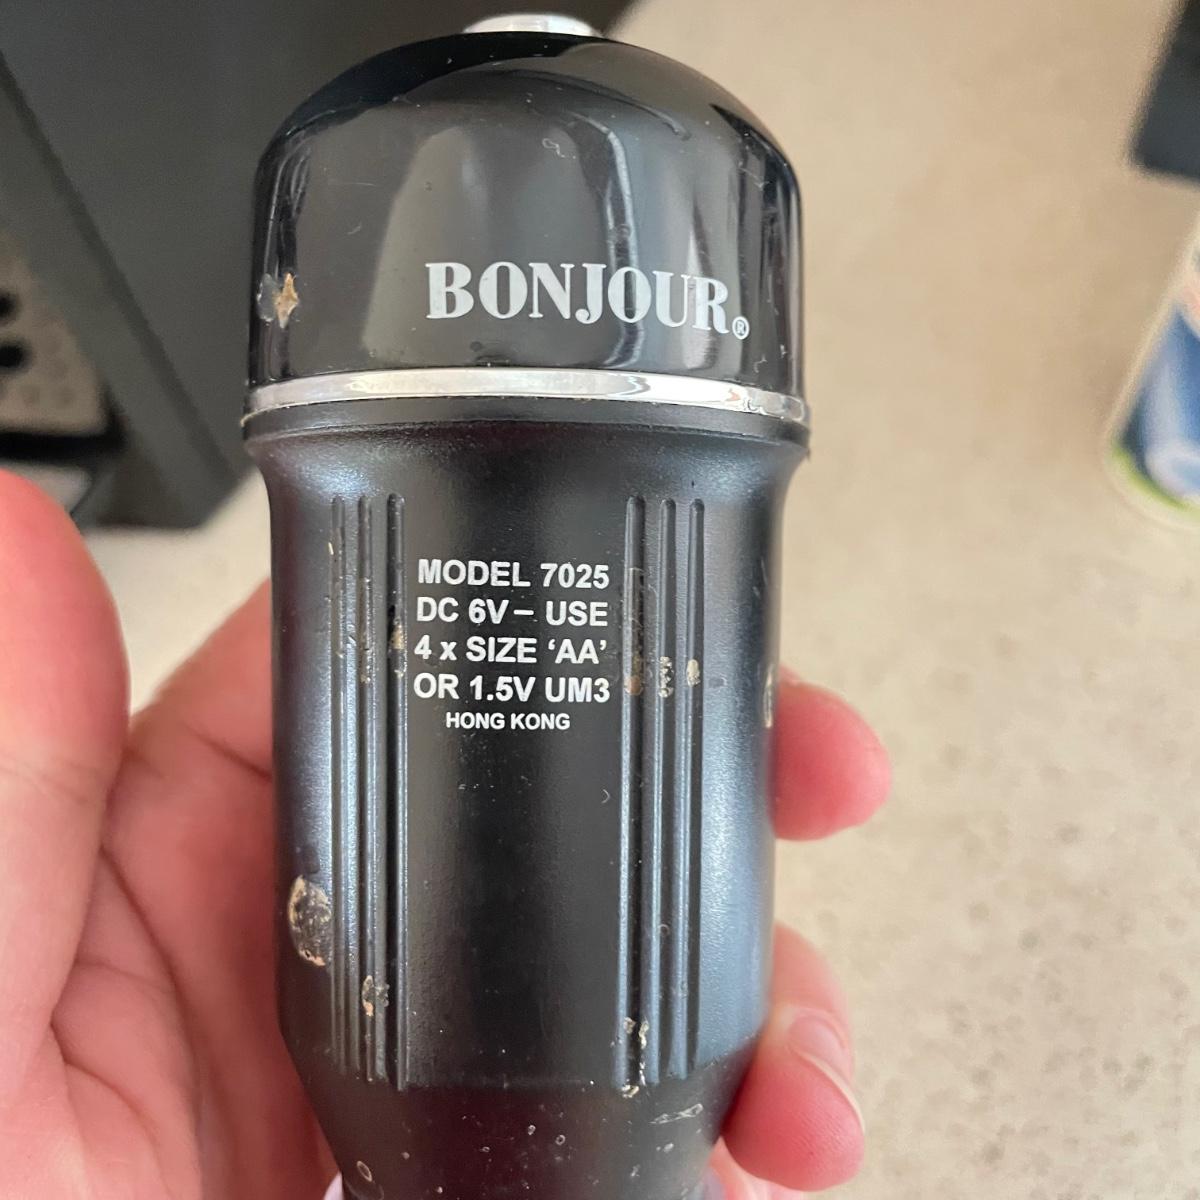 BONJOUR®
MODEL 7025
DC 6V⎓ USE
4 x SIZE ‘AA’
OR 1.5V UM3
HONG KONG